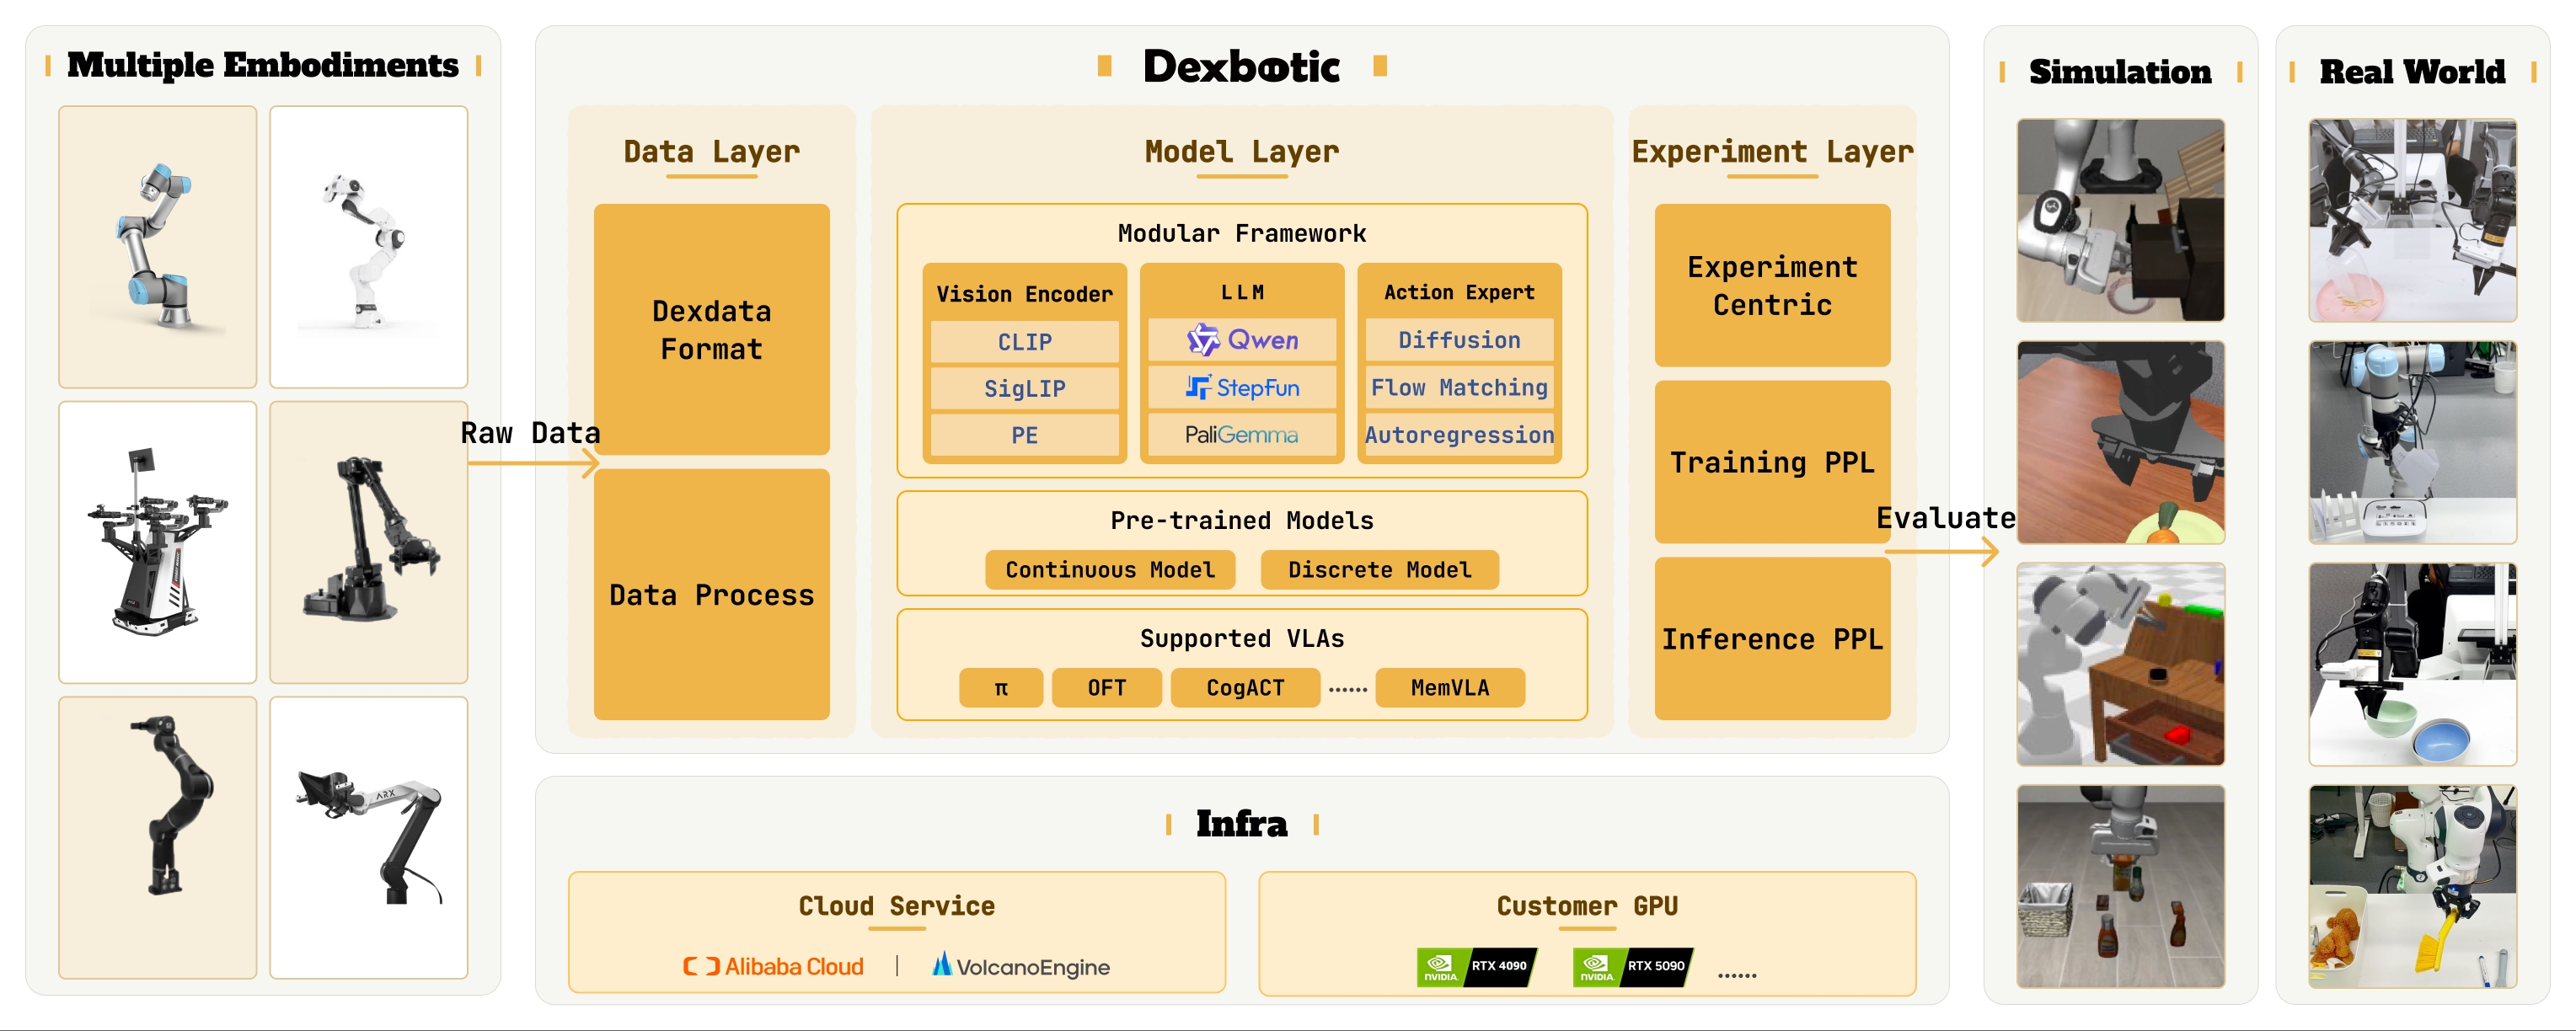 Multiple Embodiments
ARX
Raw Data
Dexbotic
Data Layer
Dexdata
Format
Data Process
Model Layer
Modular Framework
Vision Encoder
CLIP
SigLIP
PE
LLM
Qwen
StepFun
PaliGemma
Action Expert
Diffusion
Flow Matching
Autoregression
Pre-trained Models
Continuous Model
Discrete Model
Supported VLAs
π
OFT
CogACT
......
MemVLA
Experiment Layer
Experiment
Centric
Training PPL
Inference PPL
Evaluate
Infra
Cloud Service
Alibaba Cloud
|
VolcanoEngine
Customer GPU
NVIDIA
RTX 4090
NVIDIA
RTX 5090
......
Simulation
Real World